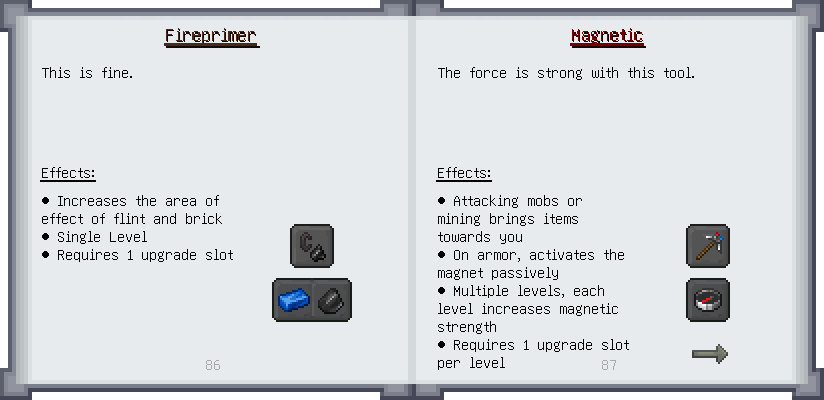 Fireprimer
This is fine.
Effects:
● Increases the area of
effect of flint and brick
● Single Level
● Requires 1 upgrade slot
86
Magnetic
The force is strong with this tool.
Effects:
● Attacking mobs or
mining brings items
towards you
● On armor, activates the
magnet passively
● Multiple levels, each
level increases magnetic
strength
● Requires 1 upgrade slot
per level
87